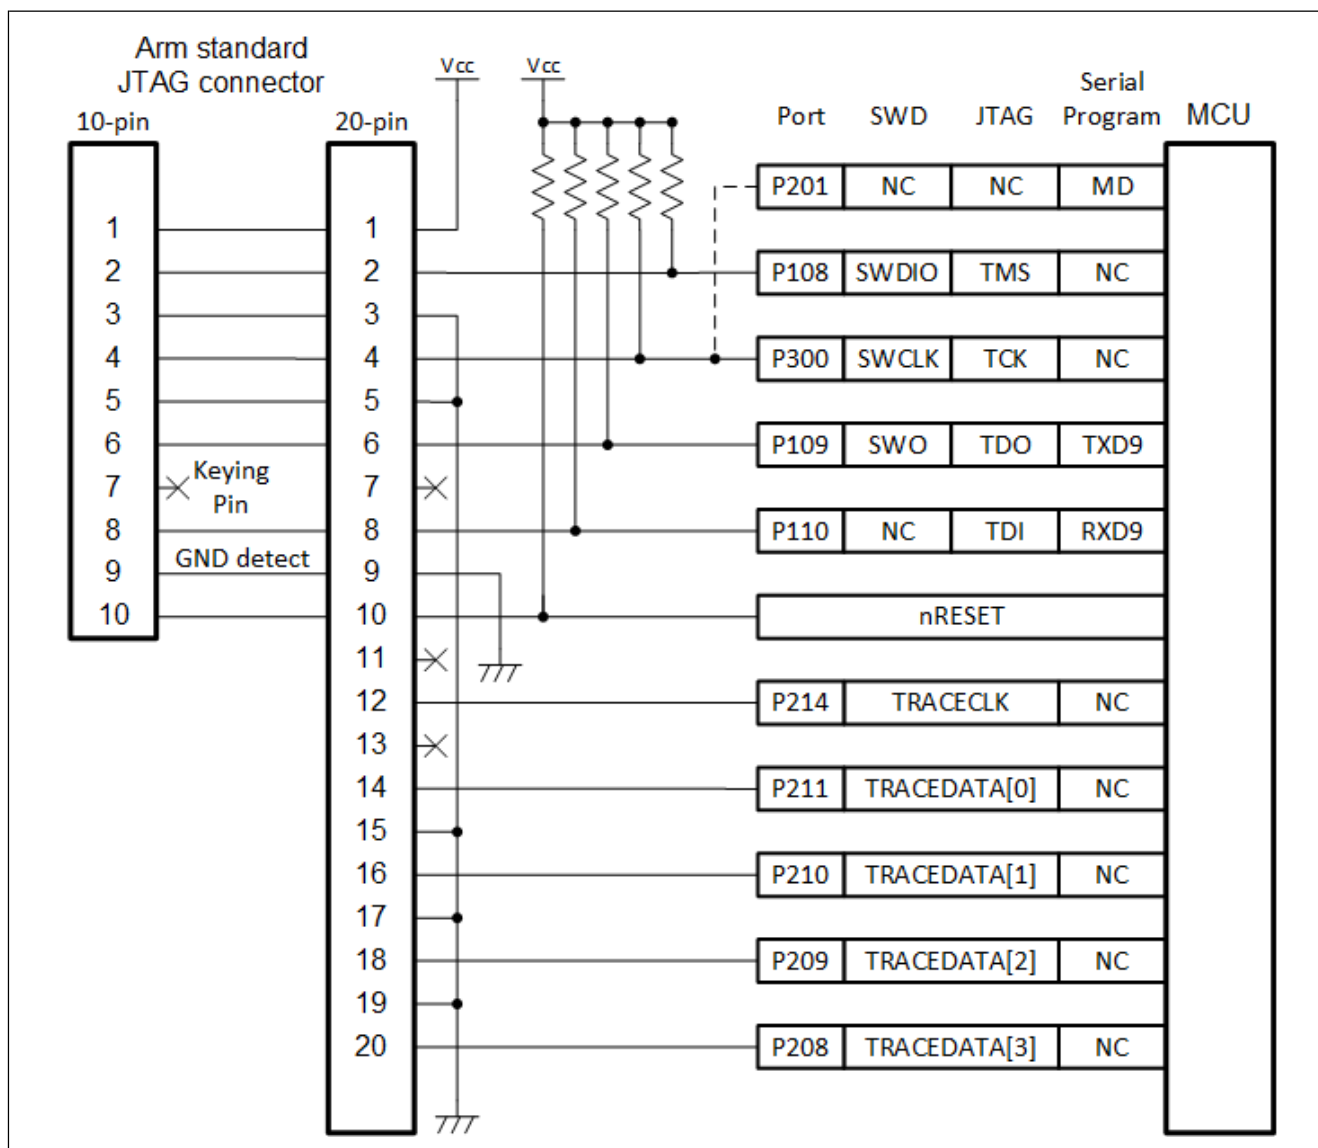 Arm standard
JTAG connector
10-pin
20-pin
Vcc
Vcc
Port SWD JTAG Serial Program MCU
P201 NC NC MD
1 1
2 2 P108 SWDIO TMS NC
3 3
4 4 P300 SWCLK TCK NC
5 5
6 6 P109 SWO TDO TXD9
7 Keying Pin 7
8 8 P110 NC TDI RXD9
9 GND detect 9
10 10 nRESET
11
12 P214 TRACECLK NC
13
14 P211 TRACEDATA[0] NC
15
16 P210 TRACEDATA[1] NC
17
18 P209 TRACEDATA[2] NC
19
20 P208 TRACEDATA[3] NC